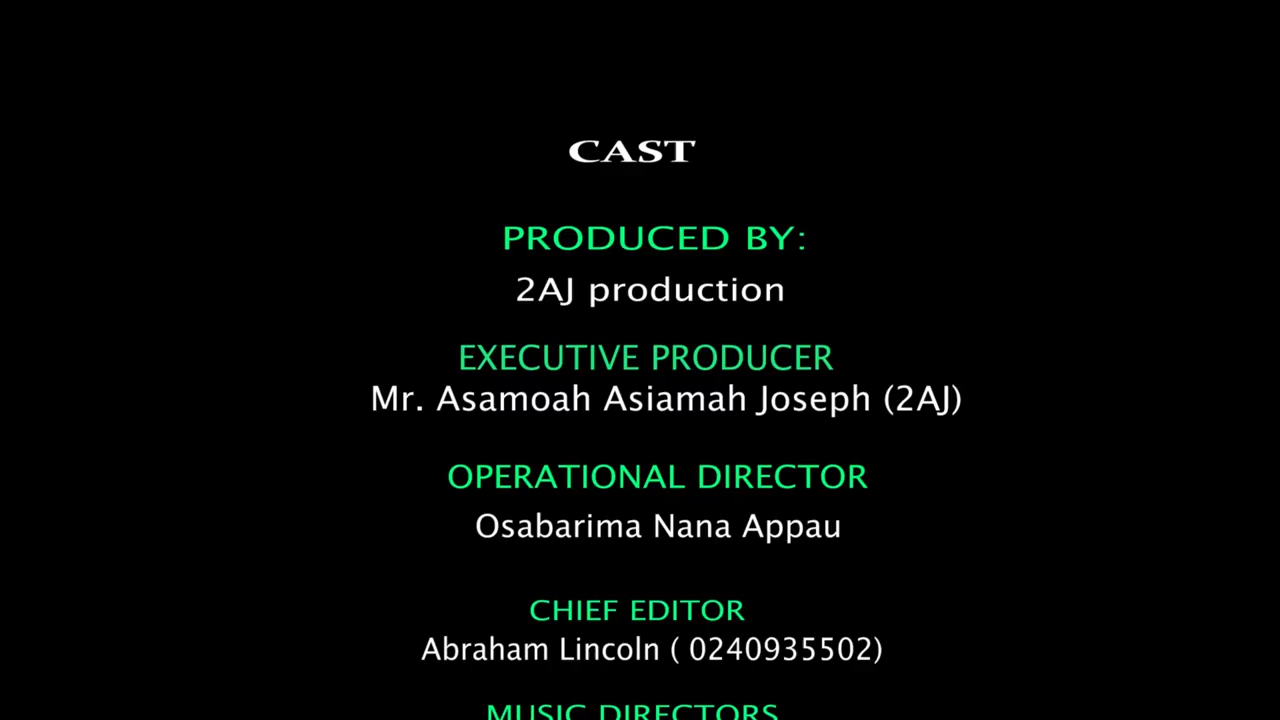 CAST
PRODUCED BY:
2AJ production
EXECUTIVE PRODUCER
Mr. Asamoah Asiamah Joseph (2AJ)
OPERATIONAL DIRECTOR
Osabarima Nana Appau
CHIEF EDITOR
Abraham Lincoln ( 0240935502)
MUSIC DIRECTORS